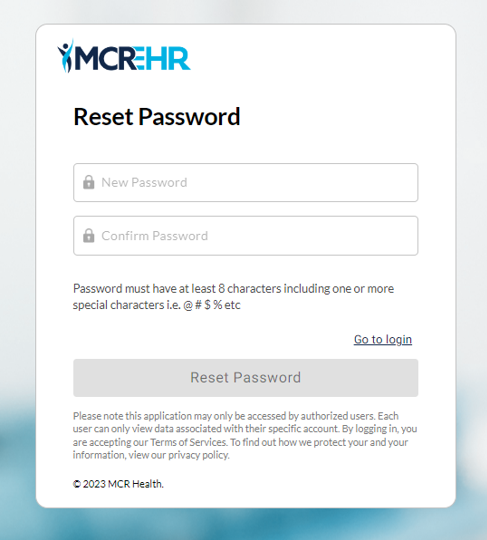 MCREHR
Reset Password
New Password
Confirm Password
Password must have at least 8 characters including one or more
special characters i.e. @ # $ % etc
Go to login
Reset Password
Please note this application may only be accessed by authorized users. Each
user can only view data associated with their specific account. By logging in, you
are accepting our Terms of Services. To find out how we protect your and your
information, view our privacy policy.
© 2023 MCR Health.